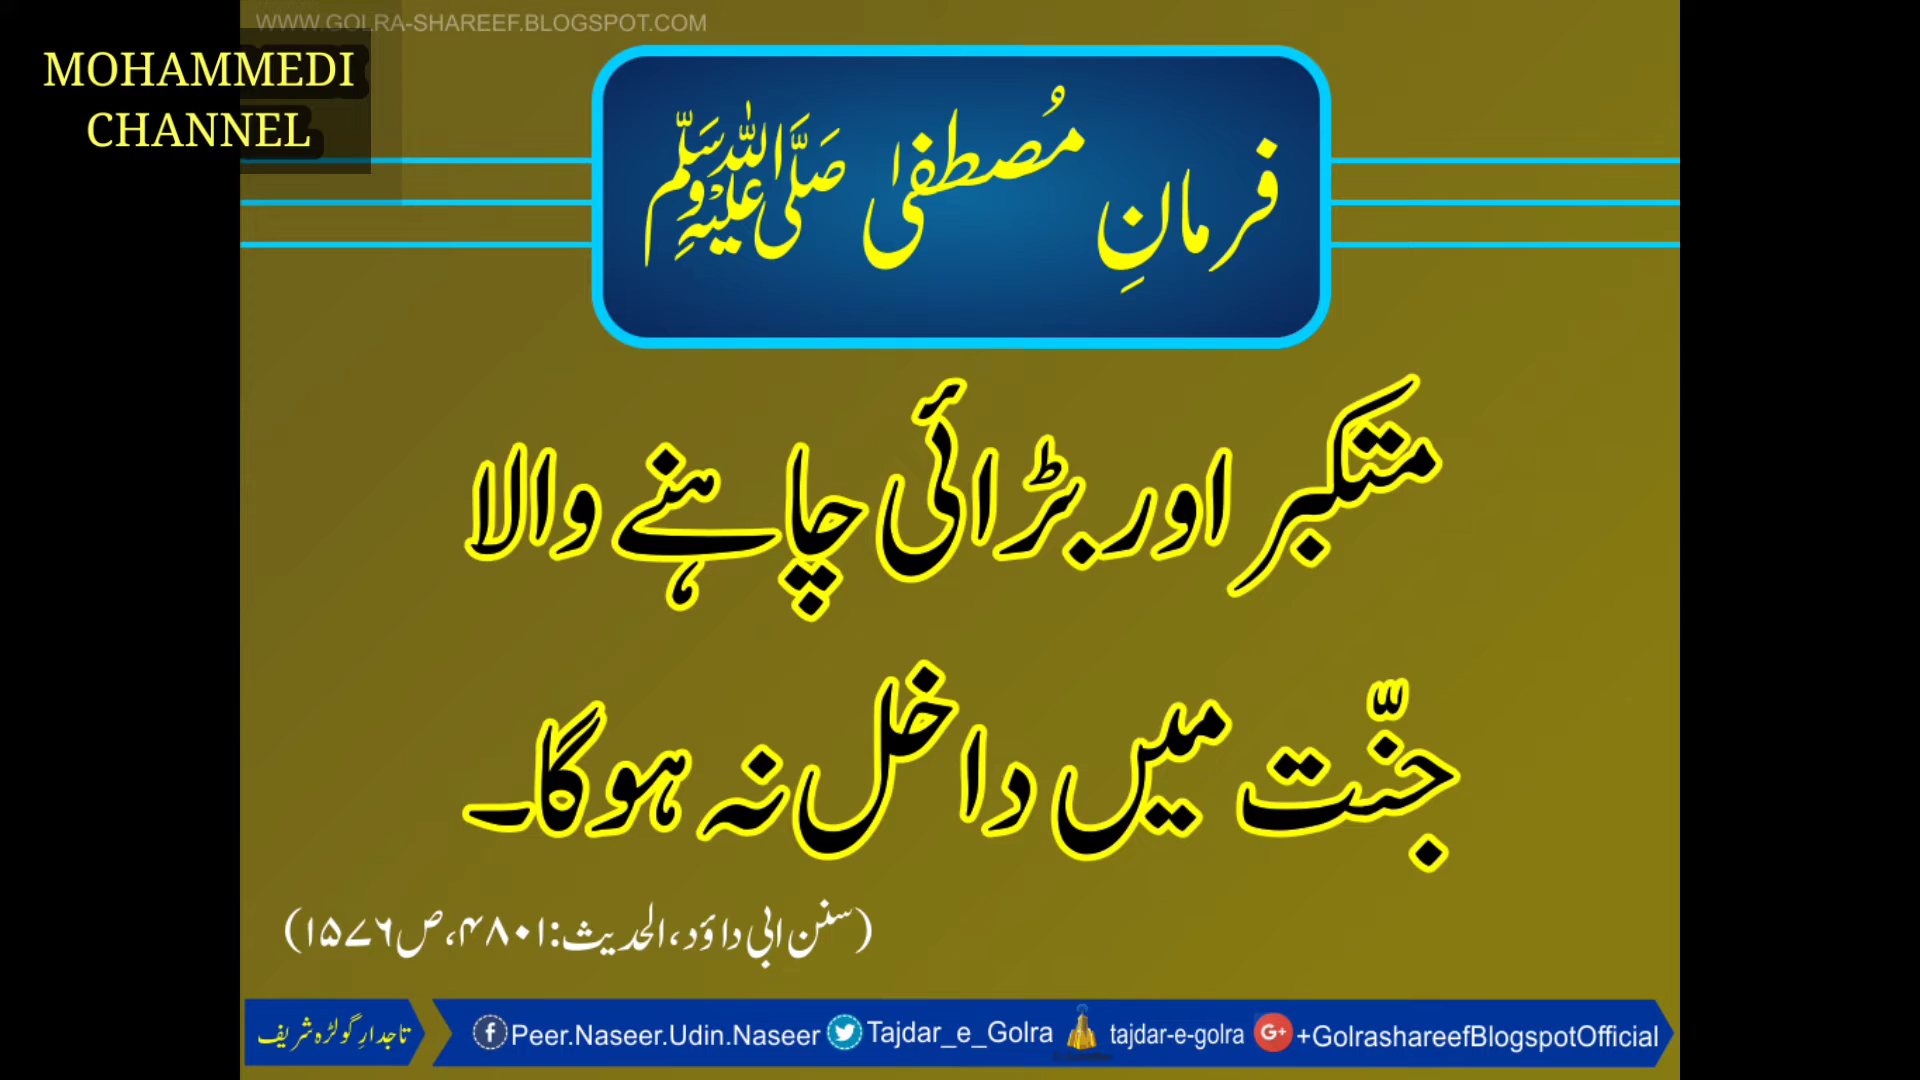 WWW.GOLRA-SHAREEF.BLOGSPOT.COM
MOHAMMEDI
CHANNEL
فرمانِ مُصطفیٰ صَلَّی اللّٰہُ عَلَیْہِ وَسَلَّم
متکبر اور بڑائی چاہنے والا
جنّت میں داخل نہ ہوگا۔
(سنن ابی داؤد، الحدیث: ۴۸۰۱، ص۱۵۷۶)
تاجدارِ گولڑہ شریف
Peer.Naseer.Udin.Naseer Tajdar_e_Golra tajdar-e-golra +GolrashareefBlogspotOfficial